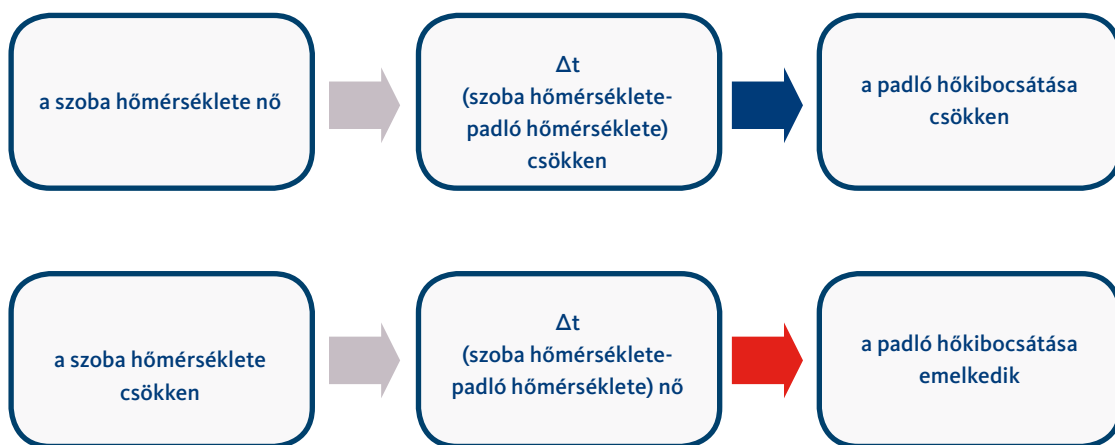 a szoba hőmérséklete nő
Δt
(szoba hőmérséklete-
padló hőmérséklete)
csökken
a padló hőkibocsátása
csökken
a szoba hőmérséklete
csökken
Δt
(szoba hőmérséklete-
padló hőmérséklete) nő
a padló hőkibocsátása
emelkedik